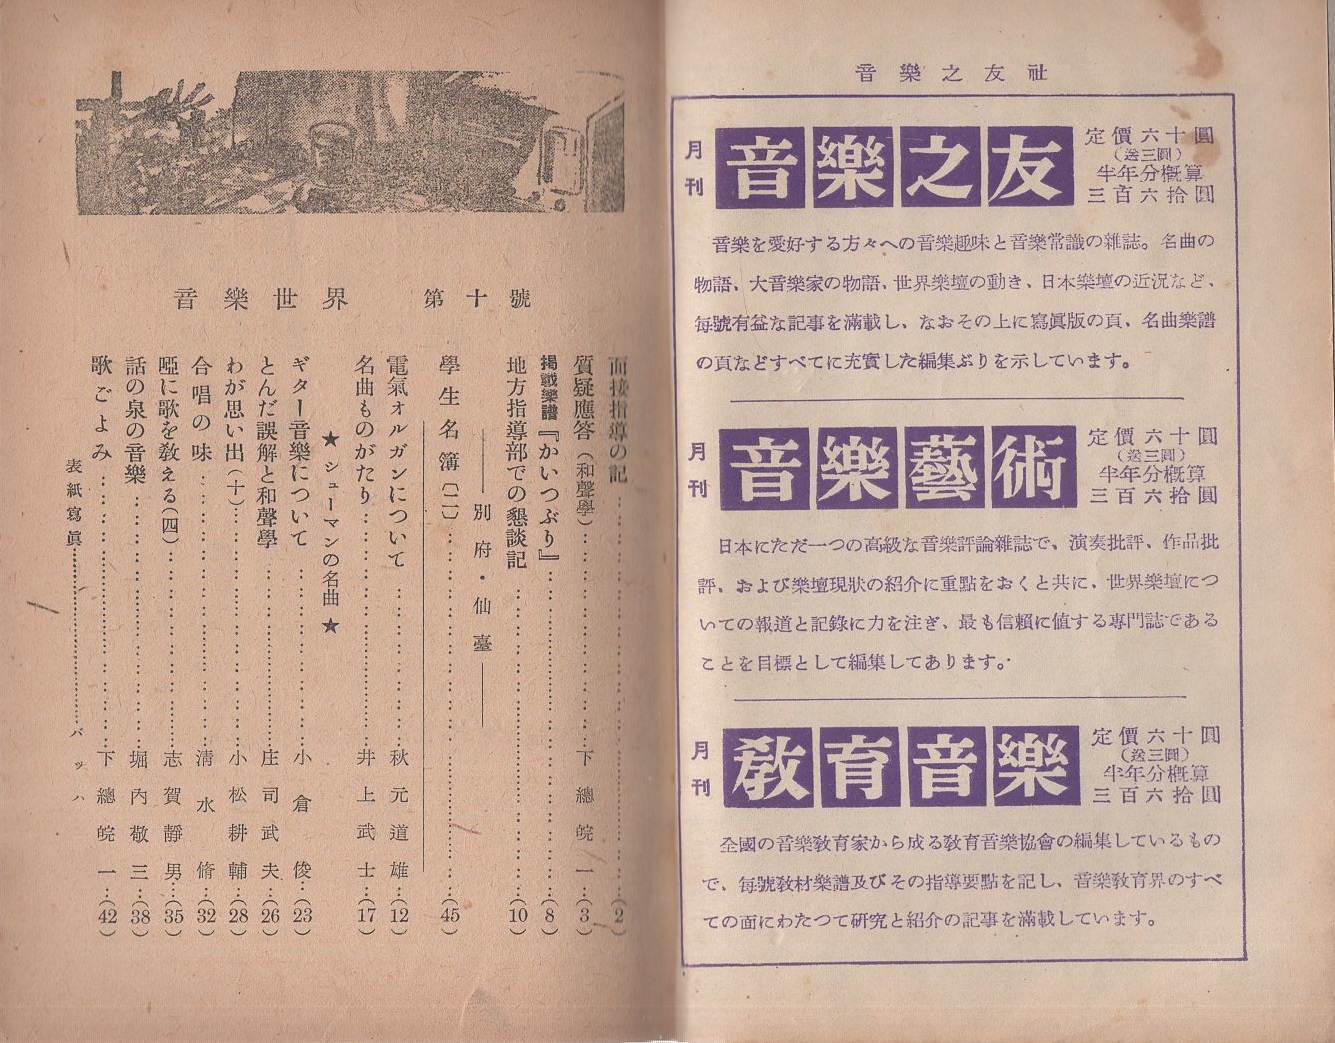 音樂之友社
月刊
音樂之友
定價六十圓
(送三圓)
半年分槪算
三百六拾圓
音樂を愛好する方々への音樂趣味と音樂常識の雜誌。名曲の
物語、大音樂家の物語、世界樂壇の動き、日本樂壇の近況など、
每號有益な記事を滿載し、なおその上に寫眞版の頁、名曲樂譜
の頁などすべてに充實した編集ぶりを示しています。
月刊
音樂藝術
定價六十圓
(送三圓)
半年分槪算
三百六拾圓
日本にただ一つの高級な音樂評論雜誌で、演奏批評、作品批
評、および樂壇現狀の紹介に重點をおくと共に、世界樂壇につ
いての報道と記錄に力を注ぎ、最も信賴に値する專門誌である
ことを目標として編集してあります。
月刊
敎育音樂
定價六十圓
(送三圓)
半年分槪算
三百六拾圓
全國の音樂敎育家から成る敎育音樂協會の編集しているもの
で、每號敎材樂譜及びその指導要點を記し、音樂敎育界のすべ
ての面にわたつて硏究と紹介の記事を滿載しています。
音樂世界 第十號
面接指導の記……(2)
質疑應答(和聲學)……下總皖一…(3)
揭載樂譜『かいつぶり』……(8)
地方指導部での懇談記……(10)
——別府・仙臺——
學生名簿(二)……(45)
電氣オルガンについて……秋元道雄…(12)
名曲ものがたり……井上武士…(17)
★シューマンの名曲★
ギター音樂について……小倉俊…(23)
とんだ誤解と和聲學……庄司武夫…(26)
わが思い出(十)……小松耕輔…(28)
合唱の味……淸水脩…(32)
啞に歌を敎える(四)……志賀靜男…(35)
話の泉の音樂……堀內敬三…(38)
歌ごよみ……下總皖一…(42)
表紙寫眞……バッハ